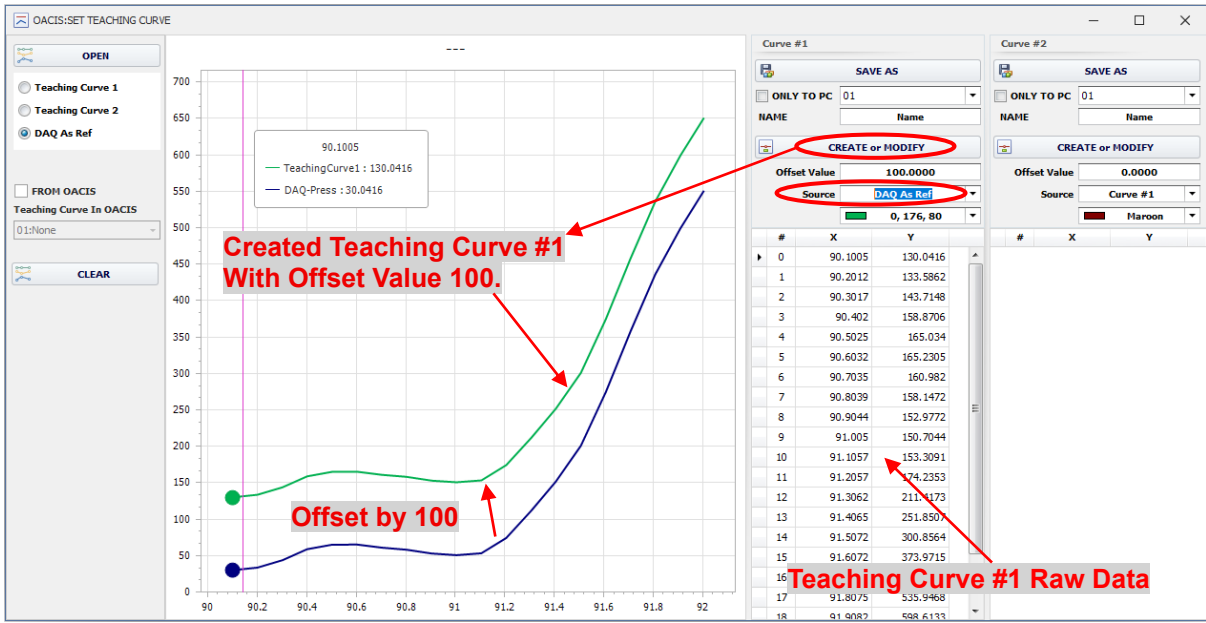 OACIS:SET TEACHING CURVE
OPEN
Teaching Curve 1
Teaching Curve 2
DAQ As Ref
FROM OACIS
Teaching Curve In OACIS
01:None
CLEAR
---
700
650
600
550
500
450
400
350
300
250
200
150
100
50
0
90 90.2 90.4 90.6 90.8 91 91.2 91.4 91.6 91.8 92
90.1005
TeachingCurve1 : 130.0416
DAQ-Press : 30.0416
Created Teaching Curve #1
With Offset Value 100.
Offset by 100
Curve #1
SAVE AS
ONLY TO PC 01
NAME Name
CREATE or MODIFY
Offset Value 100.0000
Source DAQ As Ref
0, 176, 80
# X Y
0 90.1005 130.0416
1 90.2012 133.5862
2 90.3017 143.7148
3 90.402 158.8706
4 90.5025 165.034
5 90.6032 165.2305
6 90.7035 160.982
7 90.8039 158.1472
8 90.9044 152.9772
9 91.005 150.7044
10 91.1057 153.3091
11 91.2057 174.2353
12 91.3062 211.4173
13 91.4065 251.8507
14 91.5072 300.8564
15 91.6072 373.9715
16
17 91.8075 535.9468
18 91.9082 598.6133
Teaching Curve #1 Raw Data
Curve #2
SAVE AS
ONLY TO PC 01
NAME Name
CREATE or MODIFY
Offset Value 0.0000
Source Curve #1
Maroon
# X Y